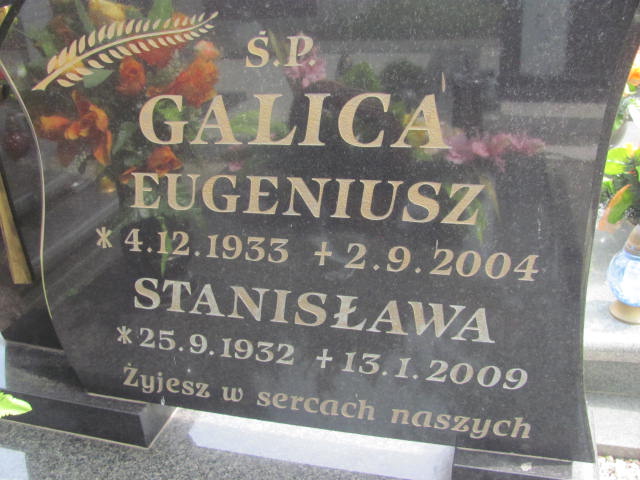 Ś.P.
GALICA
EUGENIUSZ
* 4.12.1933 + 2.9.2004
STANISŁAWA
* 25.9.1932 + 13.1.2009
Żyjesz w sercach naszych